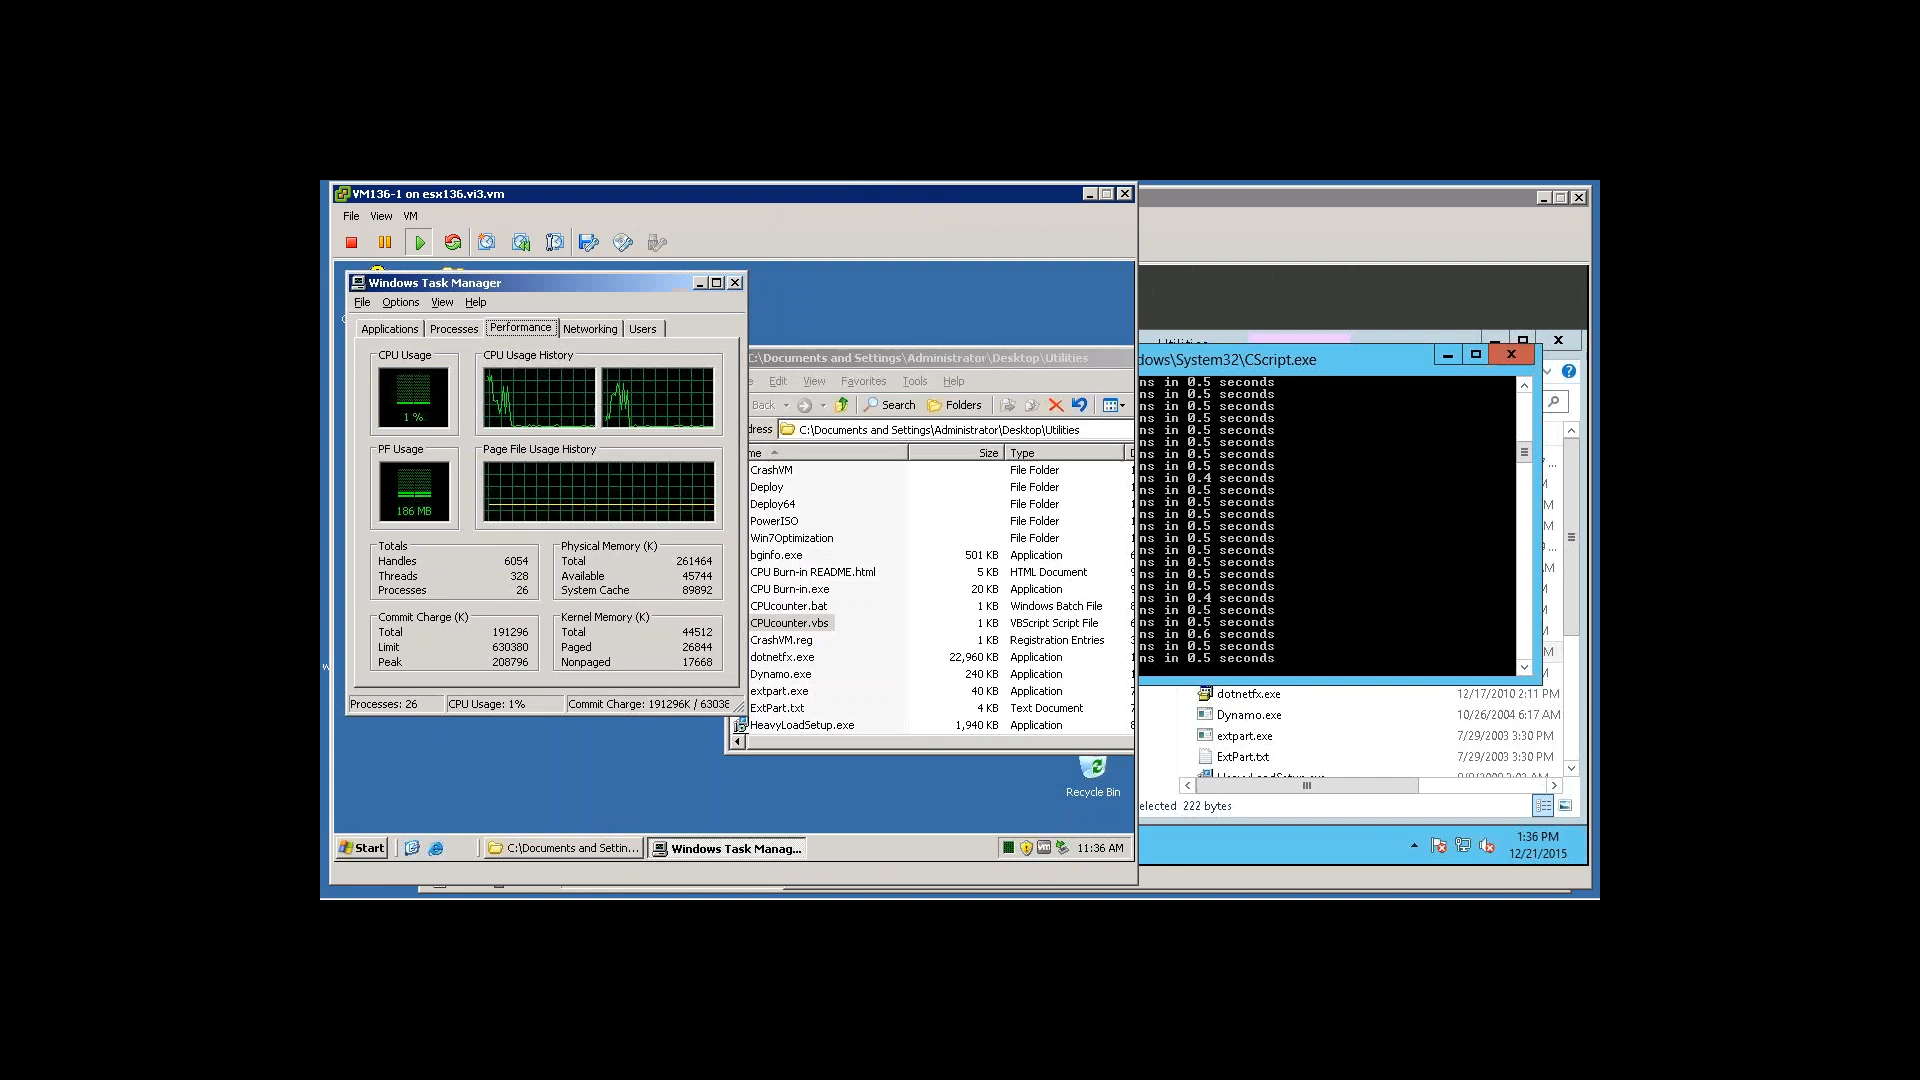 VM136-1 on esx136.vi3.vm
File View VM
Windows Task Manager
File Options View Help
Applications Processes Performance Networking Users
CPU Usage
CPU Usage History
1 %
PF Usage
Page File Usage History
186 MB
Totals
Handles 6054
Threads 328
Processes 26
Physical Memory (K)
Total 261464
Available 45744
System Cache 89892
Commit Charge (K)
Total 191296
Limit 630380
Peak 208796
Kernel Memory (K)
Total 44512
Paged 26844
Nonpaged 17668
Processes: 26 CPU Usage: 1% Commit Charge: 191296K / 63038
C:\Documents and Settings\Administrator\Desktop\Utilities
Edit View Favorites Tools Help
Back Search Folders
dress C:\Documents and Settings\Administrator\Desktop\Utilities
me Size Type
CrashVM File Folder
Deploy File Folder
Deploy64 File Folder
PowerISO File Folder
Win7Optimization File Folder
bginfo.exe 501 KB Application
CPU Burn-in README.html 5 KB HTML Document
CPU Burn-in.exe 20 KB Application
CPUcounter.bat 1 KB Windows Batch File
CPUcounter.vbs 1 KB VBScript Script File
CrashVM.reg 1 KB Registration Entries
dotnetfx.exe 22,960 KB Application
Dynamo.exe 240 KB Application
extpart.exe 40 KB Application
ExtPart.txt 4 KB Text Document
HeavyLoadSetup.exe 1,940 KB Application
Recycle Bin
Start C:\Documents and Settin... Windows Task Manag... 11:36 AM
dows\System32\CScript.exe
ns in 0.5 seconds
ns in 0.5 seconds
ns in 0.5 seconds
ns in 0.5 seconds
ns in 0.5 seconds
ns in 0.5 seconds
ns in 0.5 seconds
ns in 0.5 seconds
ns in 0.4 seconds
ns in 0.5 seconds
ns in 0.5 seconds
ns in 0.5 seconds
ns in 0.5 seconds
ns in 0.5 seconds
ns in 0.5 seconds
ns in 0.5 seconds
ns in 0.5 seconds
ns in 0.5 seconds
ns in 0.4 seconds
ns in 0.5 seconds
ns in 0.5 seconds
ns in 0.6 seconds
ns in 0.5 seconds
ns in 0.5 seconds
dotnetfx.exe 12/17/2010 2:11 PM
Dynamo.exe 10/26/2004 6:17 AM
extpart.exe 7/29/2003 3:30 PM
ExtPart.txt 7/29/2003 3:30 PM
elected 222 bytes
1:36 PM
12/21/2015